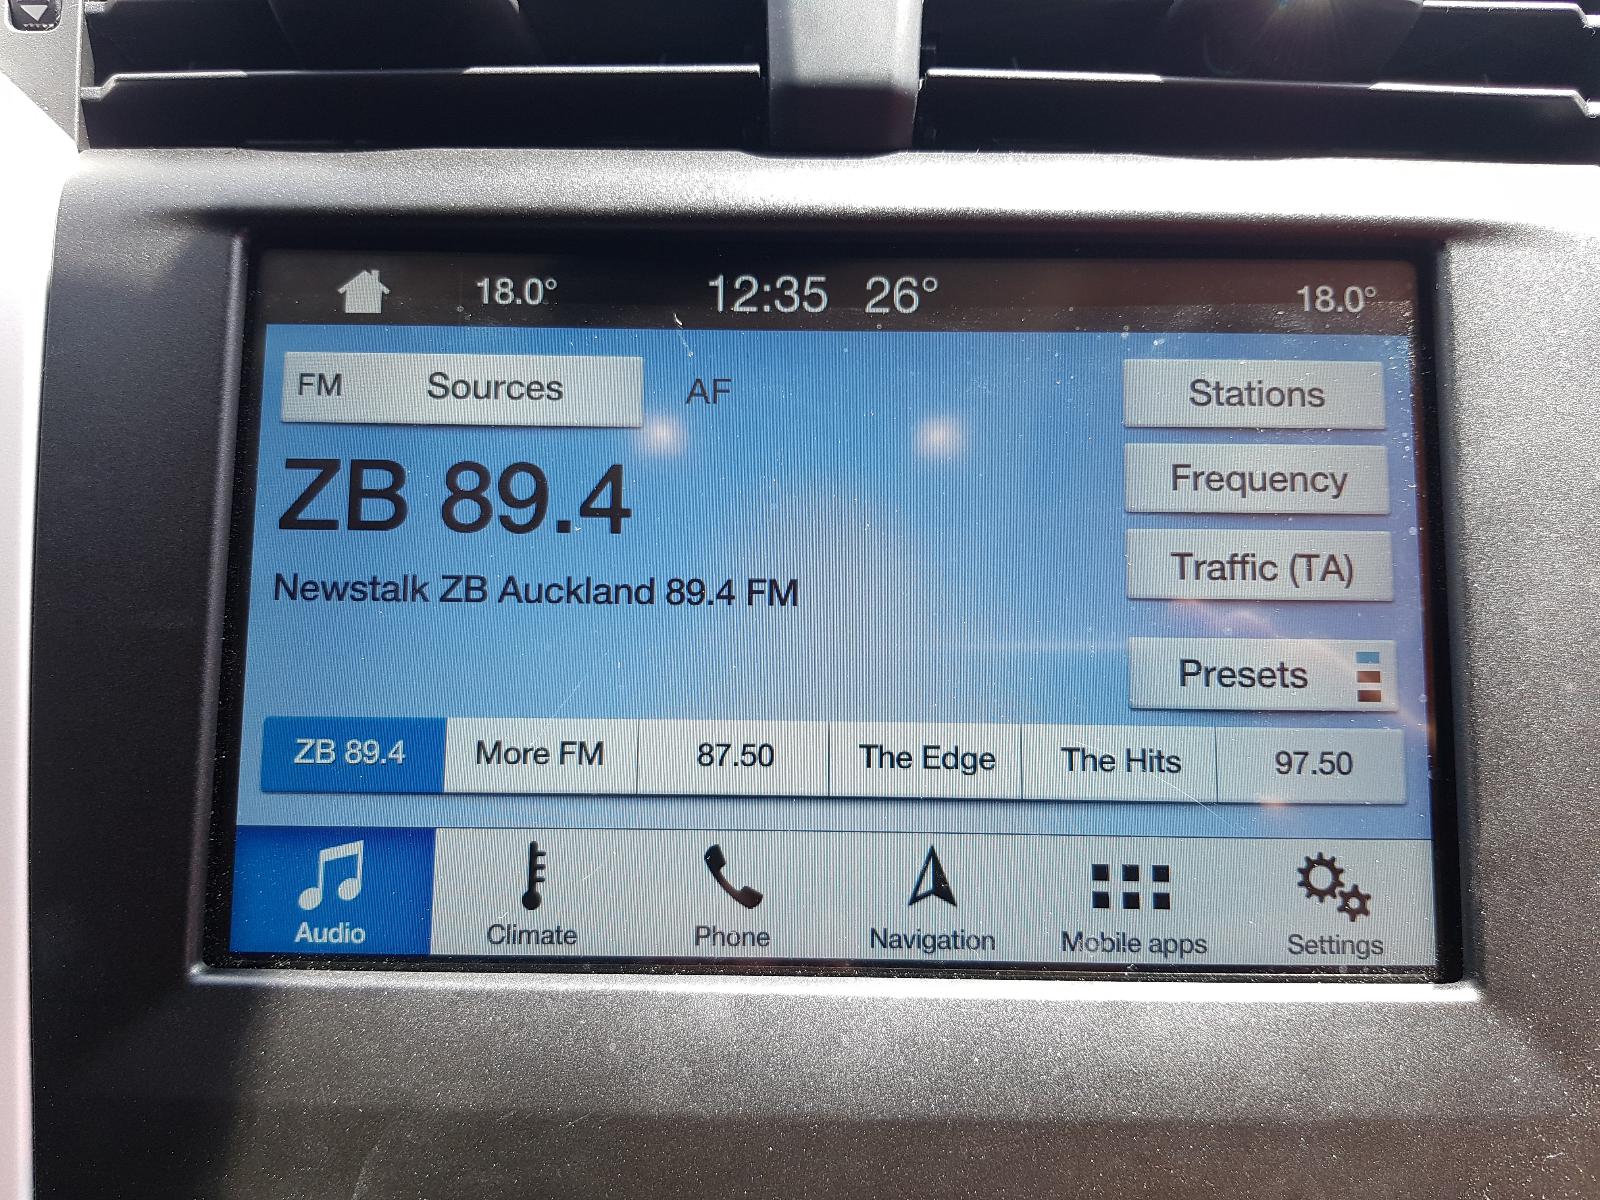 18.0° 12:35 26° 18.0°
FM Sources AF Stations
ZB 89.4
Frequency
Newstalk ZB Auckland 89.4 FM
Traffic (TA)
Presets
ZB 89.4 More FM 87.50 The Edge The Hits 97.50
Audio Climate Phone Navigation Mobile apps Settings